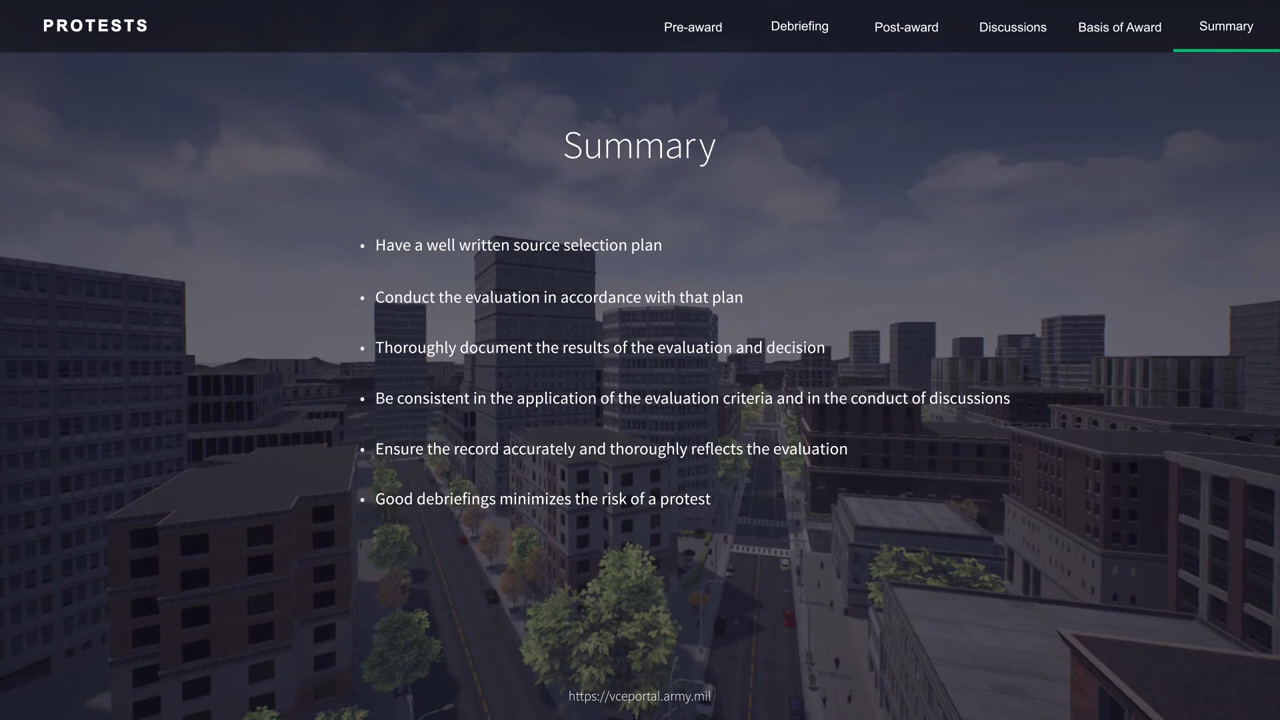 PROTESTS
Pre-award
Debriefing
Post-award
Discussions
Basis of Award
Summary
Summary
• Have a well written source selection plan
• Conduct the evaluation in accordance with that plan
• Thoroughly document the results of the evaluation and decision
• Be consistent in the application of the evaluation criteria and in the conduct of discussions
• Ensure the record accurately and thoroughly reflects the evaluation
• Good debriefings minimizes the risk of a protest
https://vceportal.army.mil